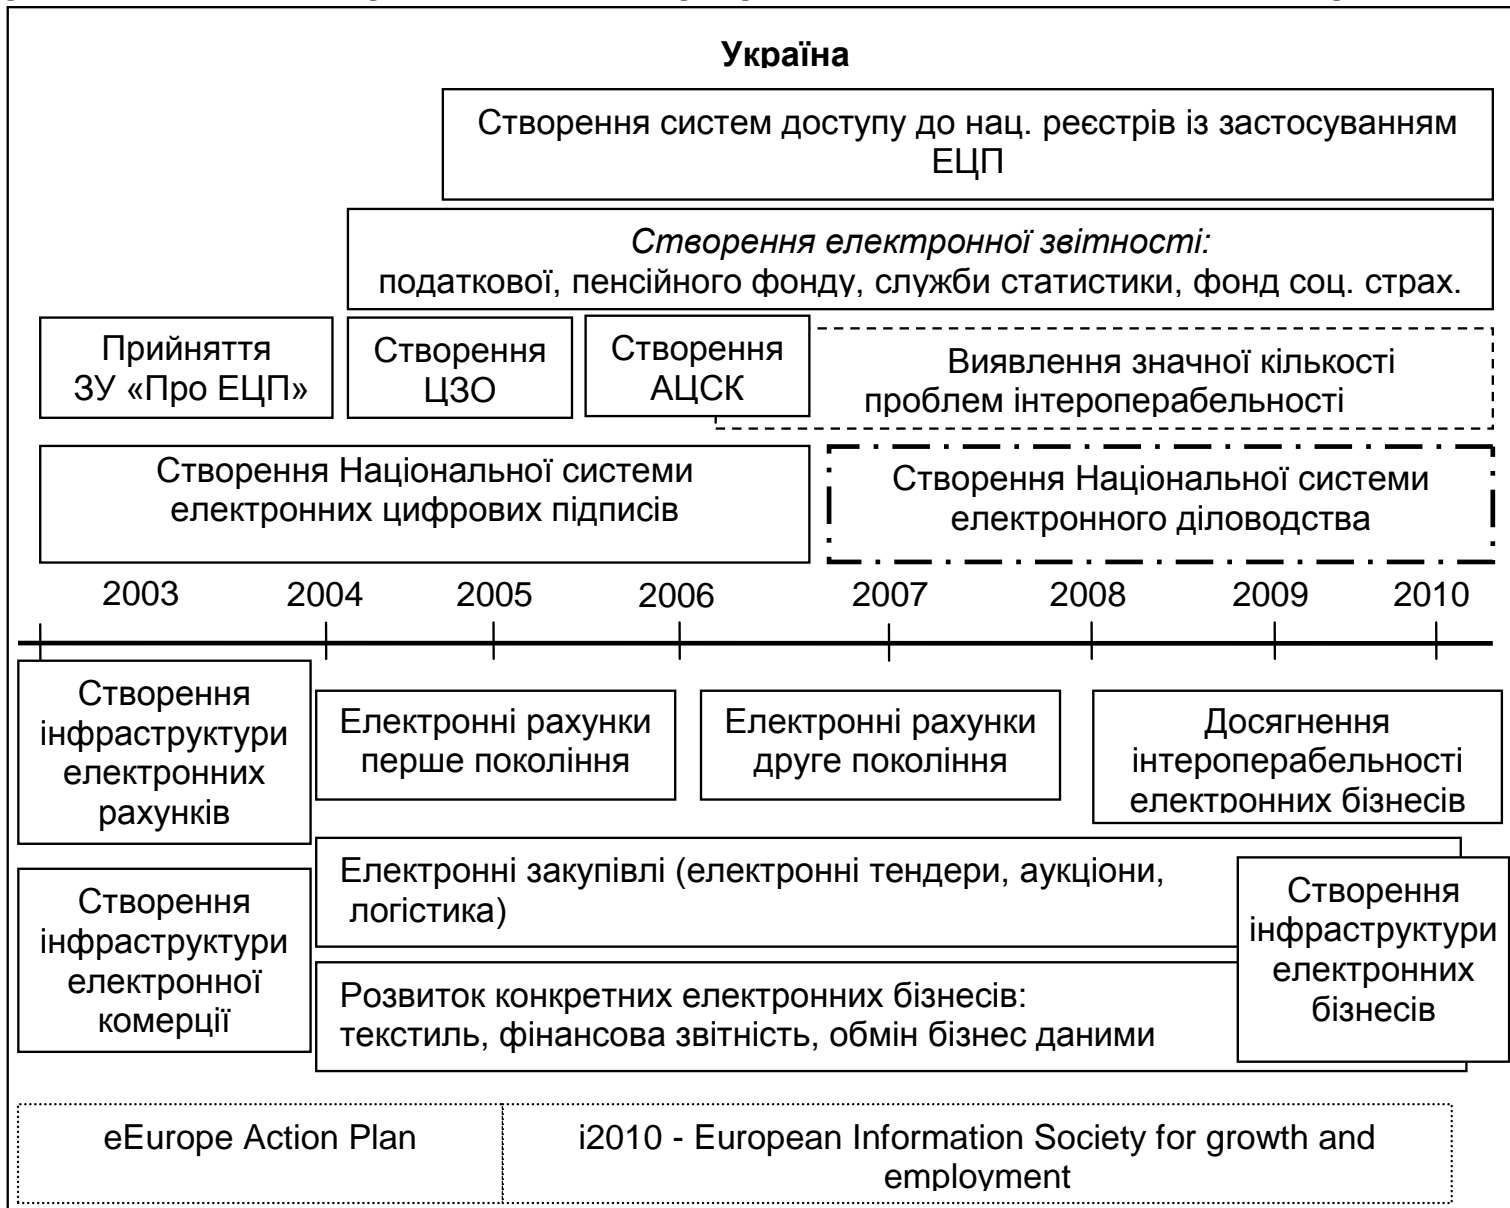 Україна
Створення систем доступу до нац. реєстрів із застосуванням
ЕЦП
Створення електронної звітності:
податкової, пенсійного фонду, служби статистики, фонд соц. страх.
Прийняття
ЗУ «Про ЕЦП»
Створення
ЦЗО
Створення
АЦСК
Виявлення значної кількості
проблем інтероперабельності
Створення Національної системи
електронних цифрових підписів
Створення Національної системи
електронного діловодства
2003 2004 2005 2006 2007 2008 2009 2010
Створення
інфраструктури
електронних
рахунків
Електронні рахунки
перше покоління
Електронні рахунки
друге покоління
Досягнення
інтероперабельності
електронних бізнесів
Створення
інфраструктури
електронної
комерції
Електронні закупівлі (електронні тендери, аукціони,
логістика)
Розвиток конкретних електронних бізнесів:
текстиль, фінансова звітність, обмін бізнес даними
Створення
інфраструктури
електронних
бізнесів
eEurope Action Plan
i2010 - European Information Society for growth and
employment